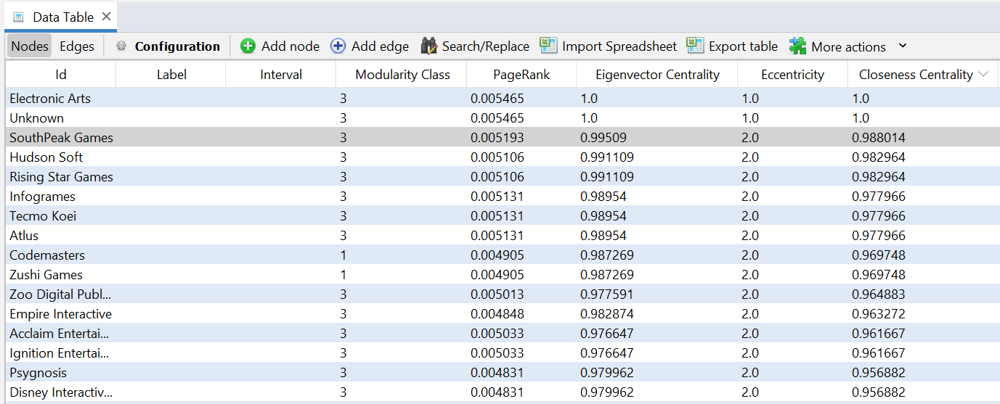 Data Table
Nodes Edges Configuration Add node Add edge Search/Replace Import Spreadsheet Export table More actions
Id Label Interval Modularity Class PageRank Eigenvector Centrality Eccentricity Closeness Centrality
Electronic Arts 3 0.005465 1.0 1.0 1.0
Unknown 3 0.005465 1.0 1.0 1.0
SouthPeak Games 3 0.005193 0.99509 2.0 0.988014
Hudson Soft 3 0.005106 0.991109 2.0 0.982964
Rising Star Games 3 0.005106 0.991109 2.0 0.982964
Infogrames 3 0.005131 0.98954 2.0 0.977966
Tecmo Koei 3 0.005131 0.98954 2.0 0.977966
Atlus 3 0.005131 0.98954 2.0 0.977966
Codemasters 1 0.004905 0.987269 2.0 0.969748
Zushi Games 1 0.004905 0.987269 2.0 0.969748
Zoo Digital Publ... 3 0.005013 0.977591 2.0 0.964883
Empire Interactive 3 0.004848 0.982874 2.0 0.963272
Acclaim Entertai... 3 0.005033 0.976647 2.0 0.961667
Ignition Entertai... 3 0.005033 0.976647 2.0 0.961667
Psygnosis 3 0.004831 0.979962 2.0 0.956882
Disney Interactiv... 3 0.004831 0.979962 2.0 0.956882